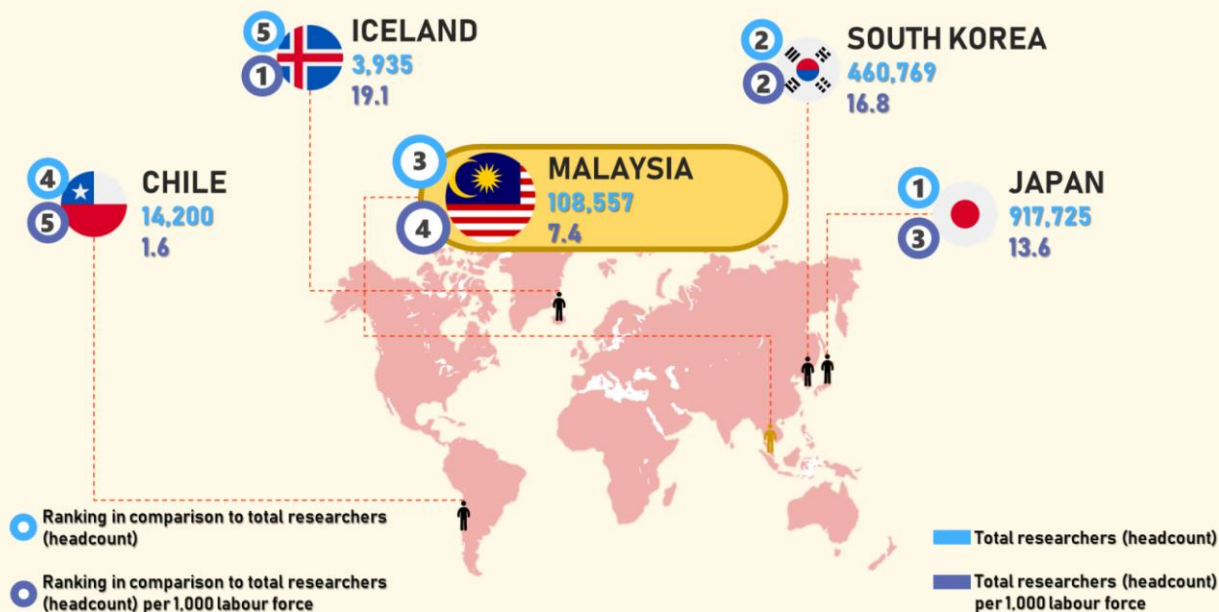 5
ICELAND
3,935
1
19.1
2
SOUTH KOREA
460,769
2
16.8
4
CHILE
14,200
5
1.6
3
MALAYSIA
108,557
4
7.4
1
JAPAN
917,725
3
13.6
Ranking in comparison to total researchers
(headcount)
Ranking in comparison to total researchers
(headcount) per 1,000 labour force
Total researchers (headcount)
Total researchers (headcount)
per 1,000 labour force